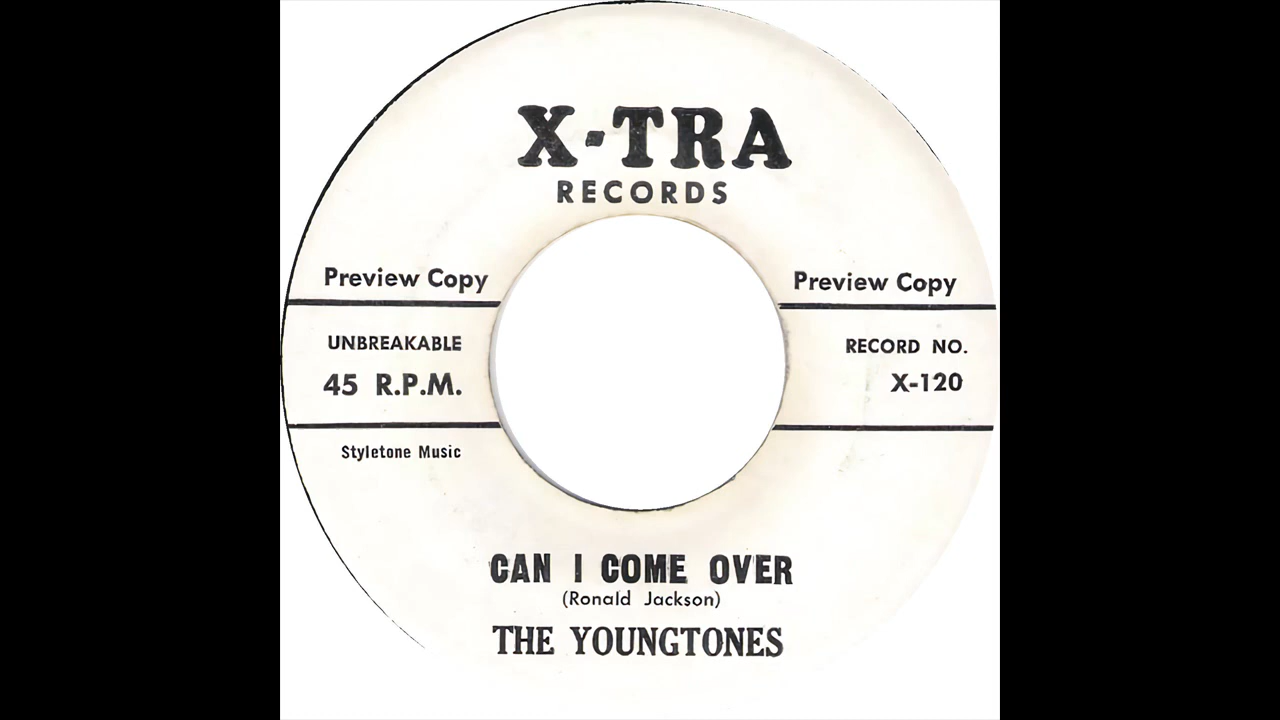 X-TRA
RECORDS
Preview Copy
Preview Copy
UNBREAKABLE
45 R.P.M.
RECORD NO.
X-120
Styletone Music
CAN I COME OVER
(Ronald Jackson)
THE YOUNGTONES